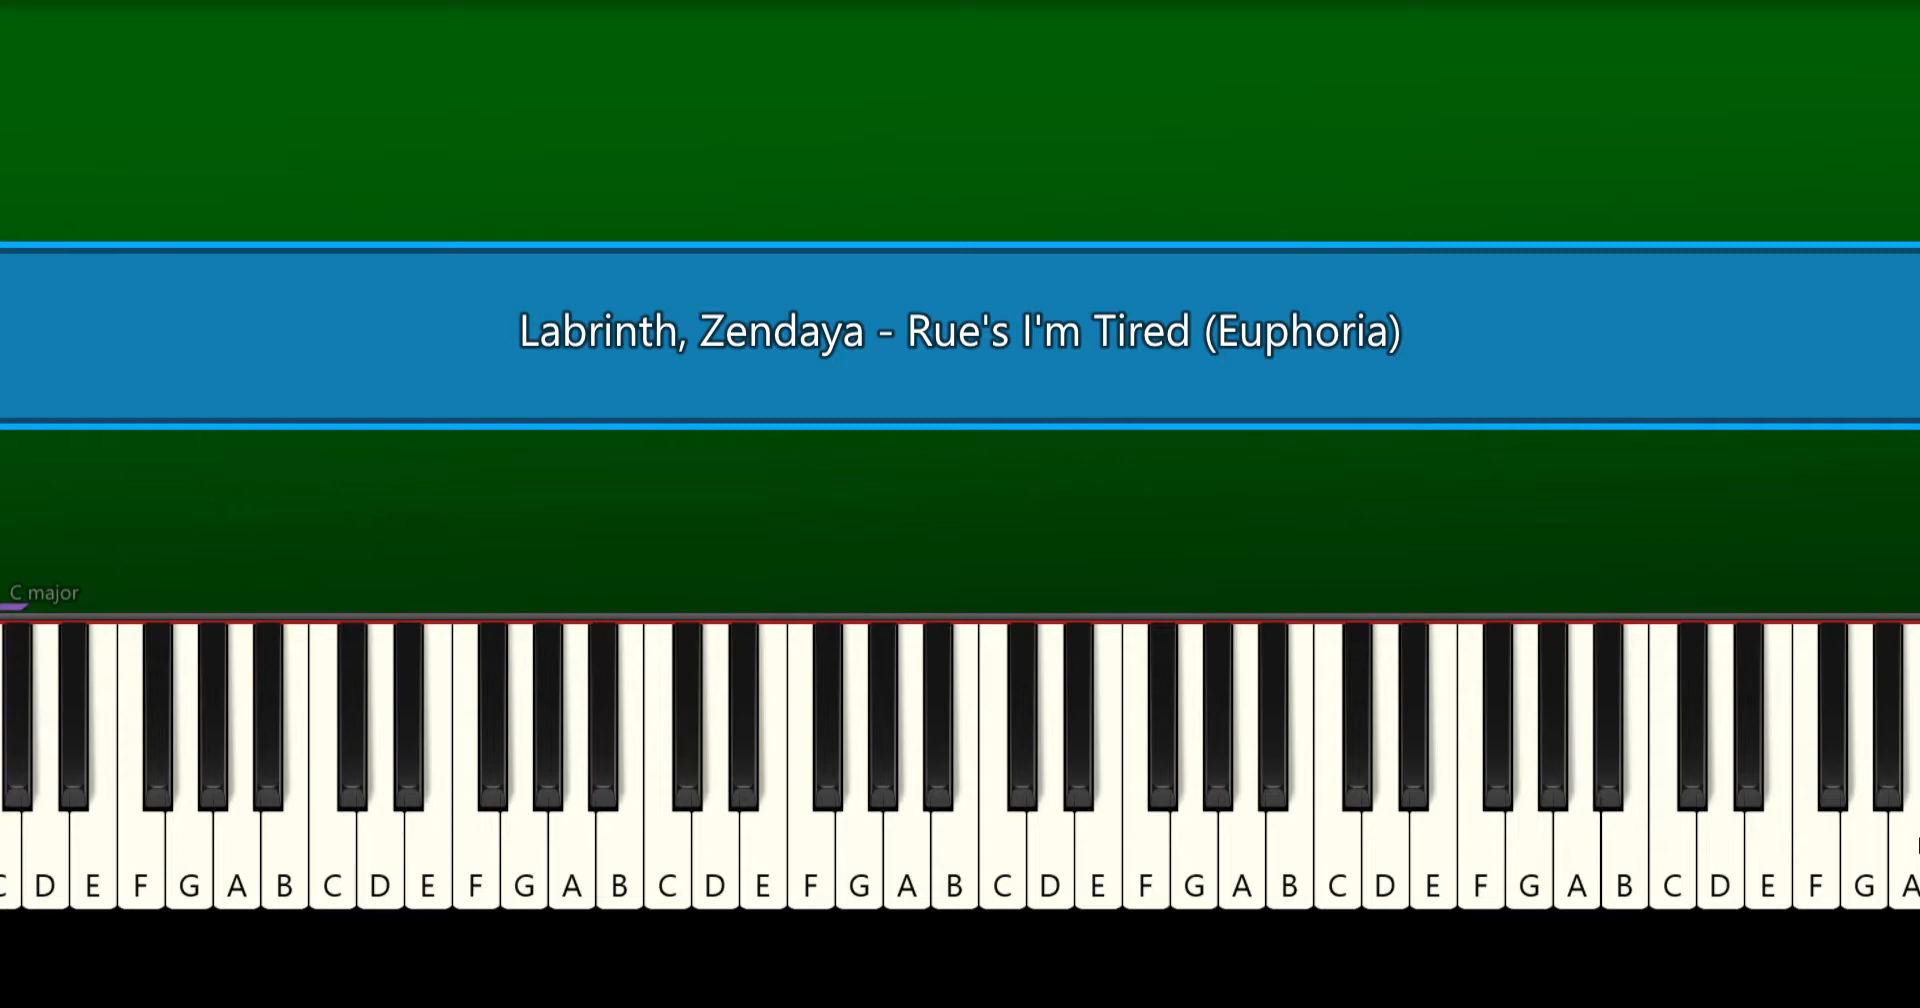 Labrinth, Zendaya - Rue's I'm Tired (Euphoria)
C major
C D E F G A B C D E F G A B C D E F G A B C D E F G A B C D E F G A B C D E F G A